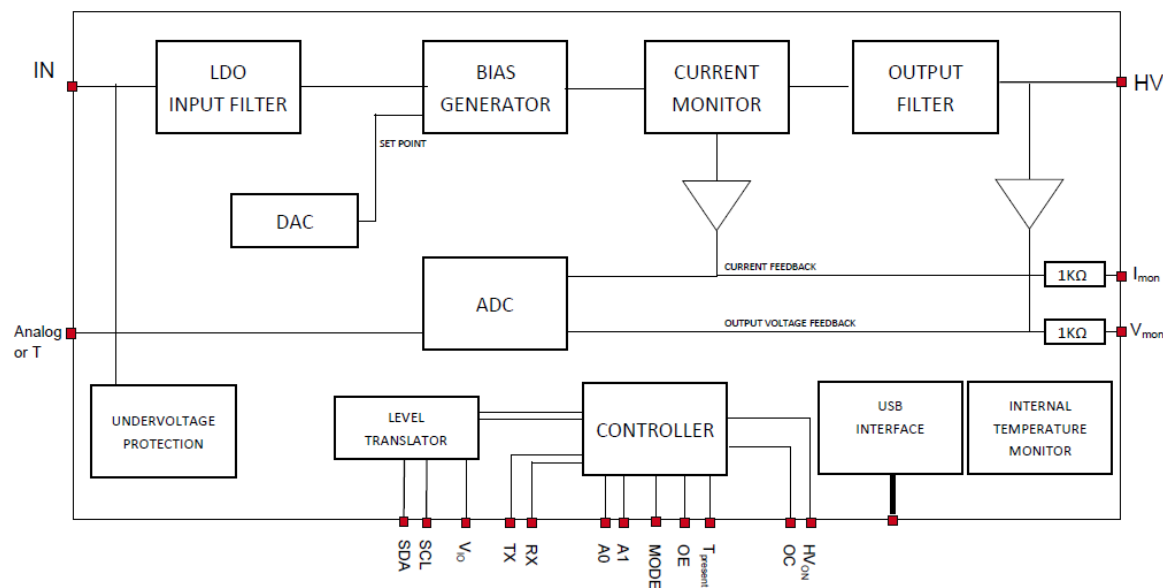 IN
LDO
INPUT FILTER
BIAS
GENERATOR
CURRENT
MONITOR
OUTPUT
FILTER
HV
SET POINT
DAC
ADC
CURRENT FEEDBACK
1KΩ
Imon
OUTPUT VOLTAGE FEEDBACK
1KΩ
Vmon
Analog
or T
UNDERVOLTAGE
PROTECTION
LEVEL
TRANSLATOR
CONTROLLER
USB
INTERFACE
INTERNAL
TEMPERATURE
MONITOR
SDA
SCL
VIO
TX
RX
A0
A1
MODE
OE
Tpresent
OC
HVON